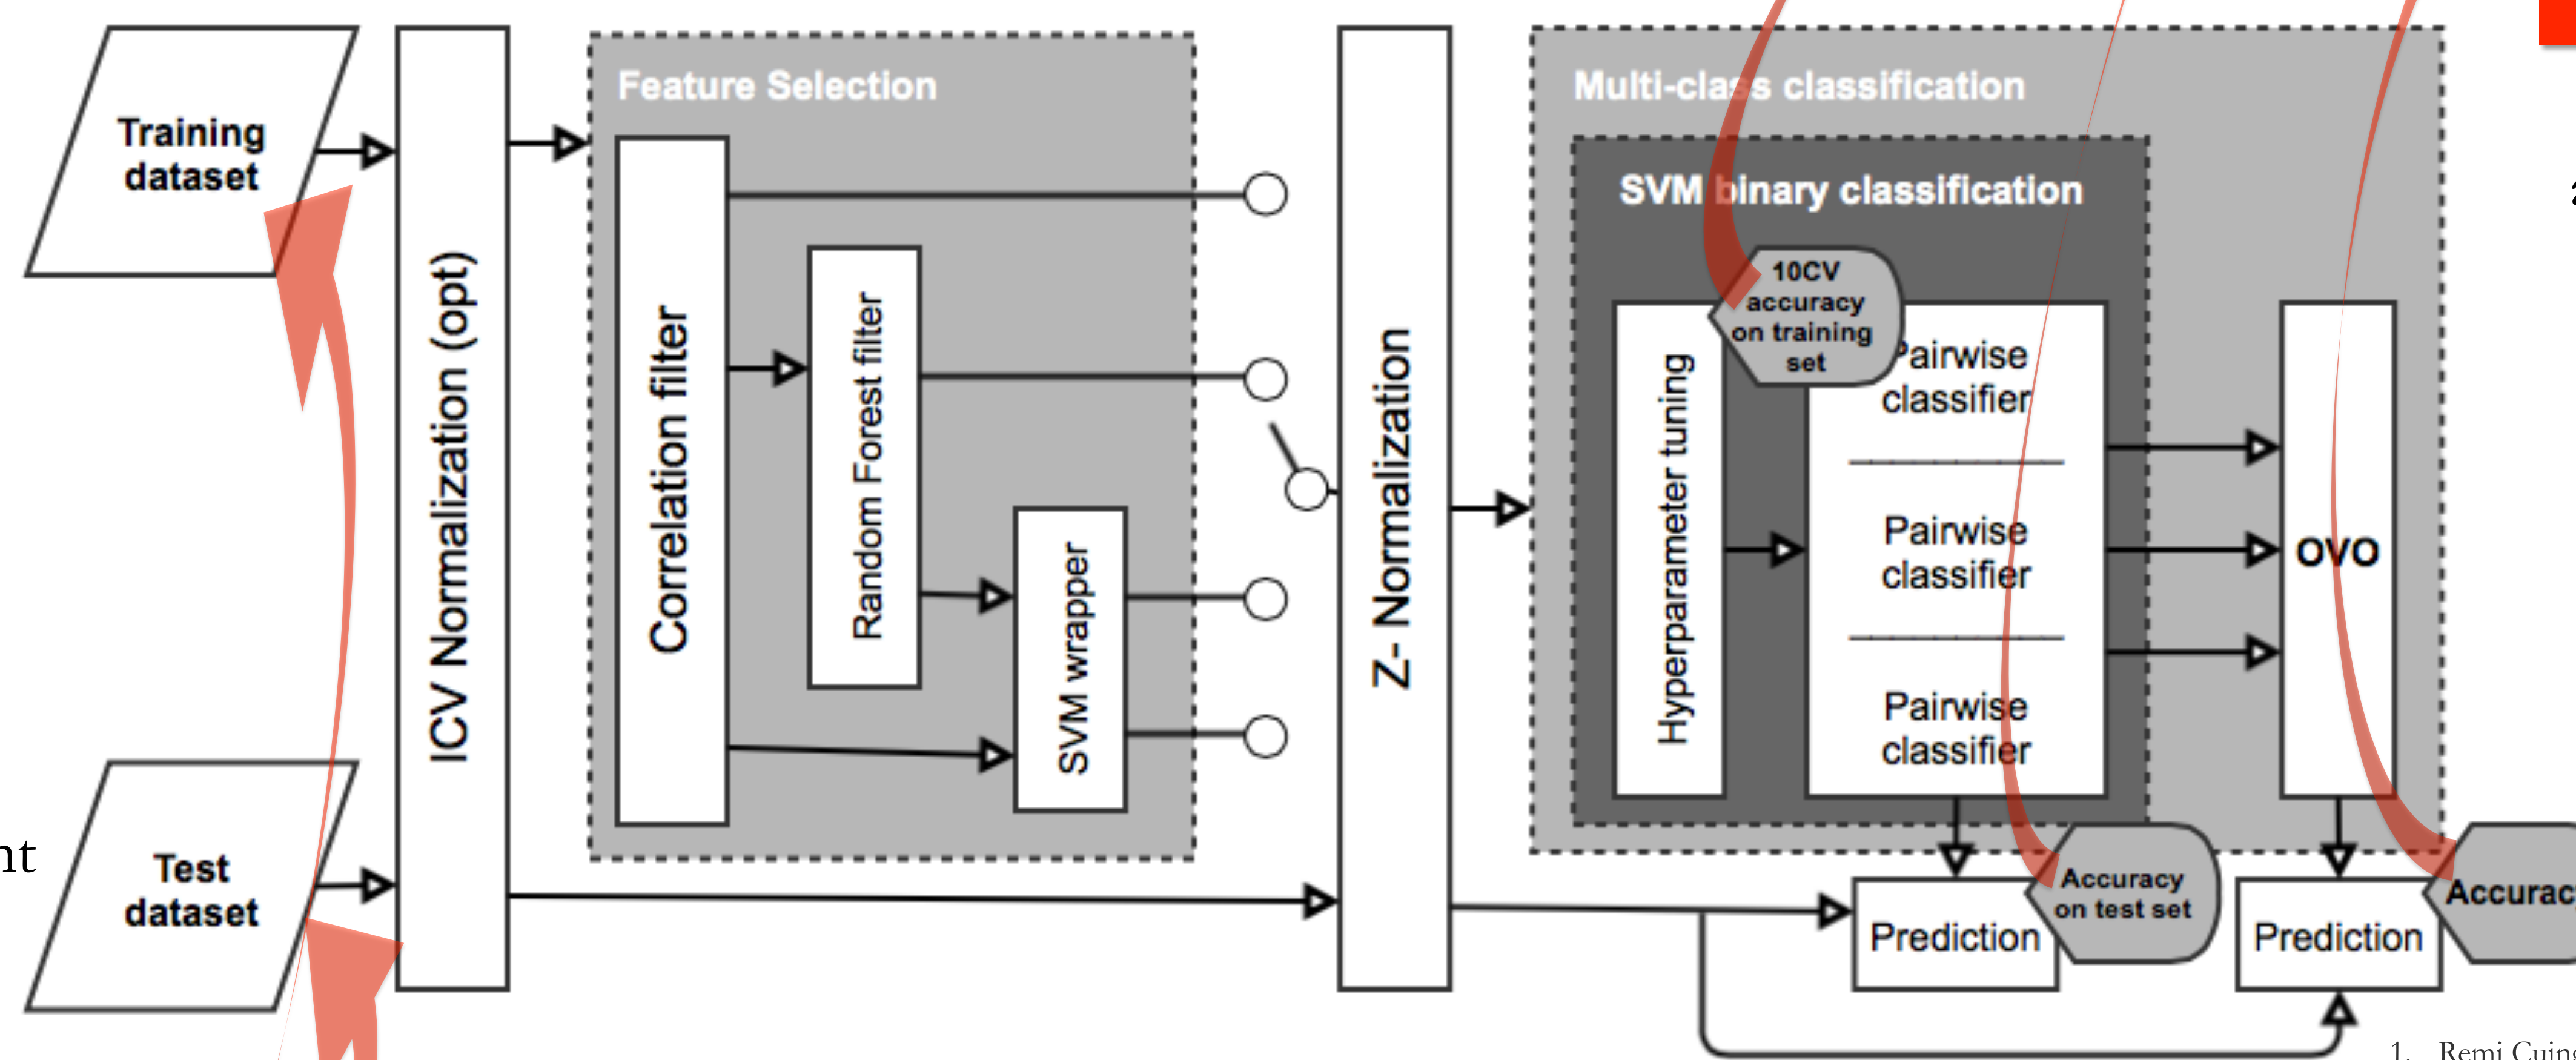 Training
dataset
ICV Normalization (opt)
Feature Selection
Correlation filter
Random Forest filter
SVM wrapper
Z- Normalization
Multi-class classification
SVM binary classification
10CV
accuracy
on training
set
Hyperparameter tuning
Pairwise
classifier
Pairwise
classifier
Pairwise
classifier
OVO
Test
dataset
Prediction
Accuracy
on test set
Prediction
1. Remi